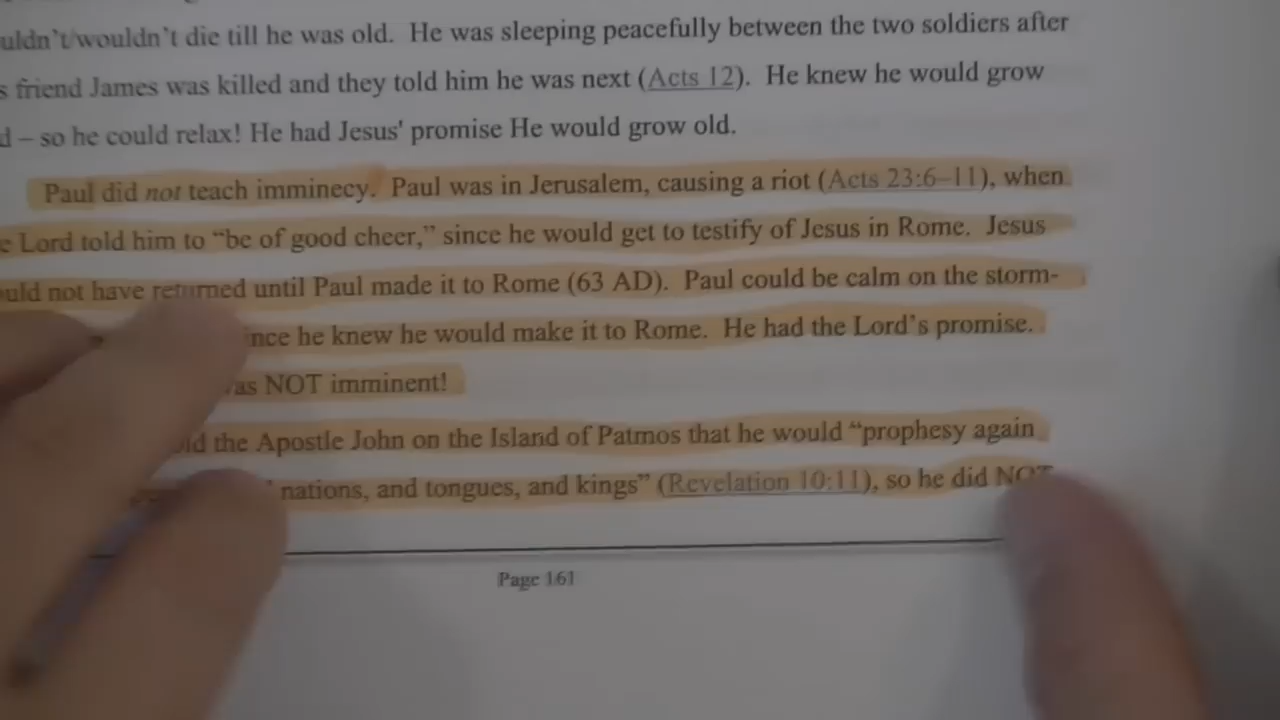 uldn't/wouldn't die till he was old. He was sleeping peacefully between the two soldiers after
s friend James was killed and they told him he was next (Acts 12). He knew he would grow
d – so he could relax! He had Jesus' promise He would grow old.
Paul did not teach imminecy. Paul was in Jerusalem, causing a riot (Acts 23:6–11), when
e Lord told him to “be of good cheer,” since he would get to testify of Jesus in Rome. Jesus
uld not have returned until Paul made it to Rome (63 AD). Paul could be calm on the storm-
nce he knew he would make it to Rome. He had the Lord's promise.
as NOT imminent!
ld the Apostle John on the Island of Patmos that he would “prophesy again
nations, and tongues, and kings” (Revelation 10:11), so he did NOT
Page 161